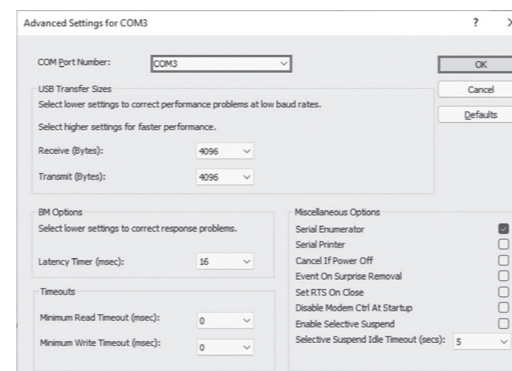 Advanced Settings for COM3 ?
COM Port Number: COM3 OK
USB Transfer Sizes Cancel
Select lower settings to correct performance problems at low baud rates.
Defaults
Select higher settings for faster performance.
Receive (Bytes): 4096
Transmit (Bytes): 4096
BM Options
Select lower settings to correct response problems.
Latency Timer (msec): 16
Timeouts
Minimum Read Timeout (msec): 0
Minimum Write Timeout (msec): 0
Miscellaneous Options
Serial Enumerator
Serial Printer
Cancel If Power Off
Event On Surprise Removal
Set RTS On Close
Disable Modem Ctrl At Startup
Enable Selective Suspend
Selective Suspend Idle Timeout (secs): 5